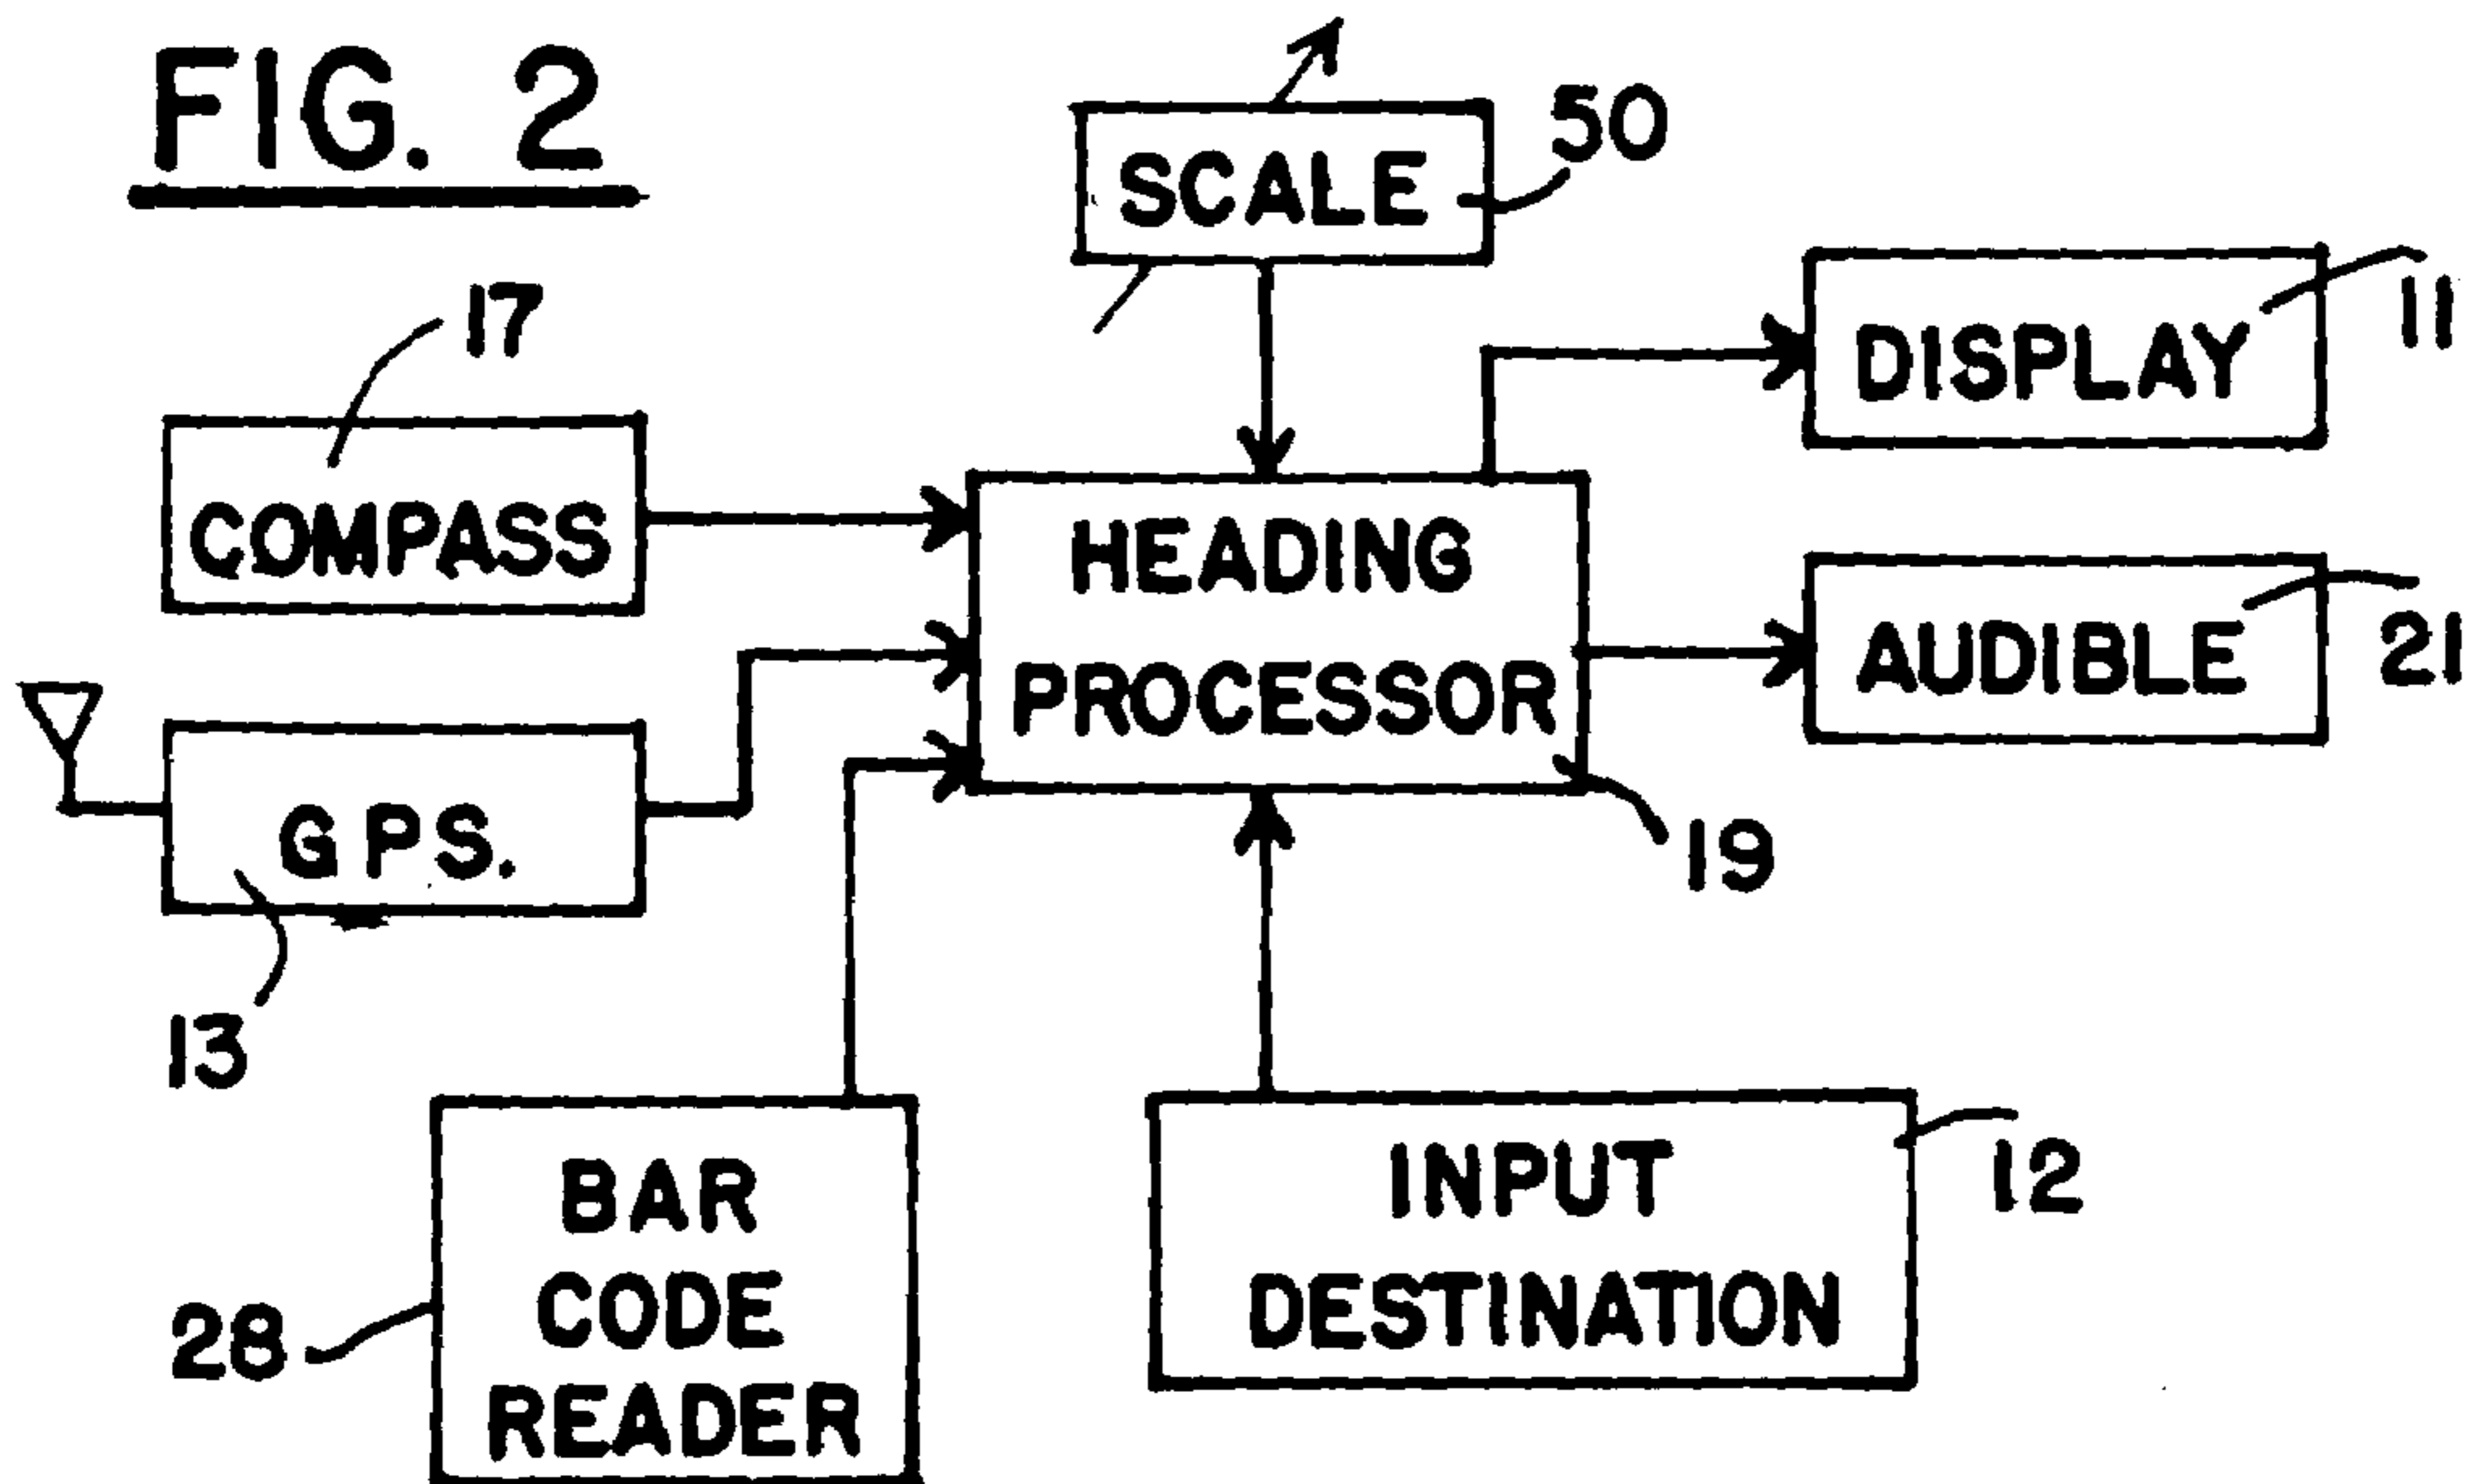 FIG. 2
SCALE
50
DISPLAY
11
17
COMPASS
HEADING
PROCESSOR
19
AUDIBLE
21
GPS.
13
BAR
CODE
READER
28
INPUT
DESTINATION
12